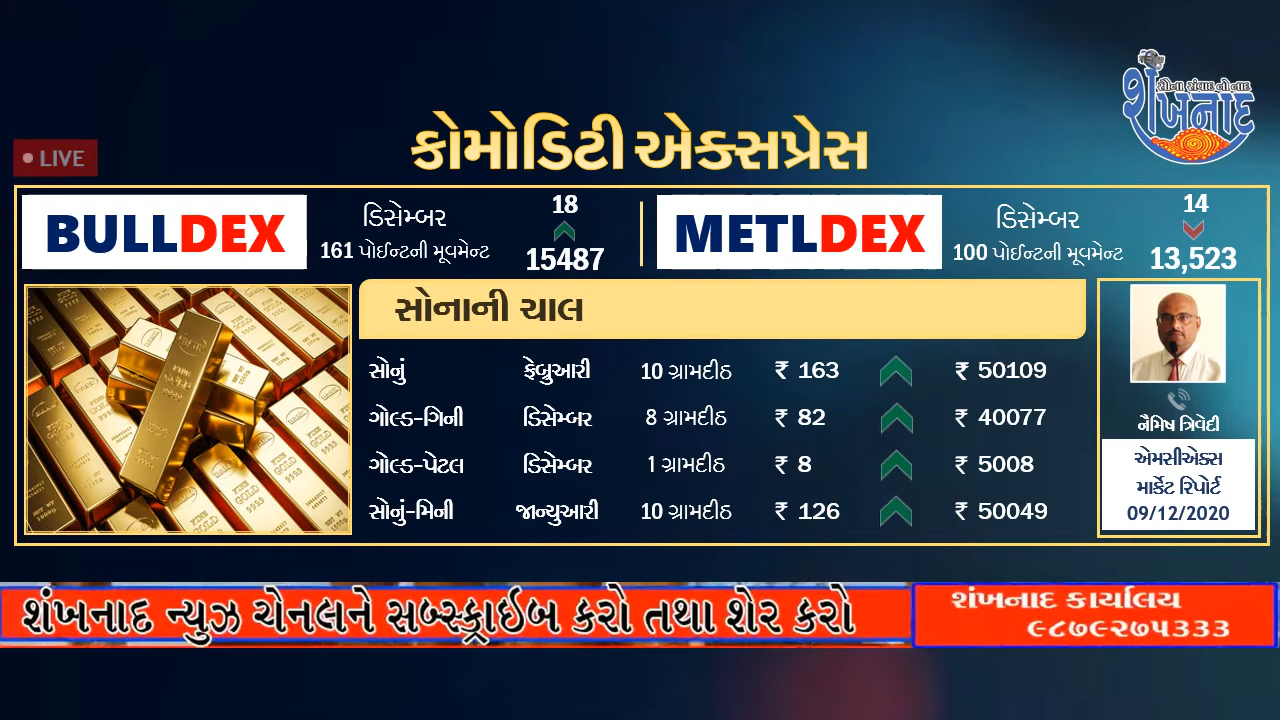 સૌના સંવાદનો નાદ
શંખનાદ
કોમોડિટી એક્સપ્રેસ
LIVE
BULLDEX
ડિસેમ્બર
161 પોઈન્ટની મૂવમેન્ટ
18
15487
METLDEX
ડિસેમ્બર
100 પોઈન્ટની મૂવમેન્ટ
14
13,523
સોનાની ચાલ
સોનું ફેબ્રુઆરી 10 ગ્રામદીઠ ₹ 163 ₹ 50109
ગોલ્ડ-ગિની ડિસેમ્બર 8 ગ્રામદીઠ ₹ 82 ₹ 40077
ગોલ્ડ-પેટલ ડિસેમ્બર 1 ગ્રામદીઠ ₹ 8 ₹ 5008
સોનું-મિની જાન્યુઆરી 10 ગ્રામદીઠ ₹ 126 ₹ 50049
નૈમિષ ત્રિવેદી
એમસીએક્સ
માર્કેટ રિપોર્ટ
09/12/2020
શંખનાદ ન્યુઝ ચેનલને સબ્સ્ક્રાઇબ કરો તથા શેર કરો
શંખનાદ કાર્યાલય
૯૮૭૯૨૭૫૩૩૩